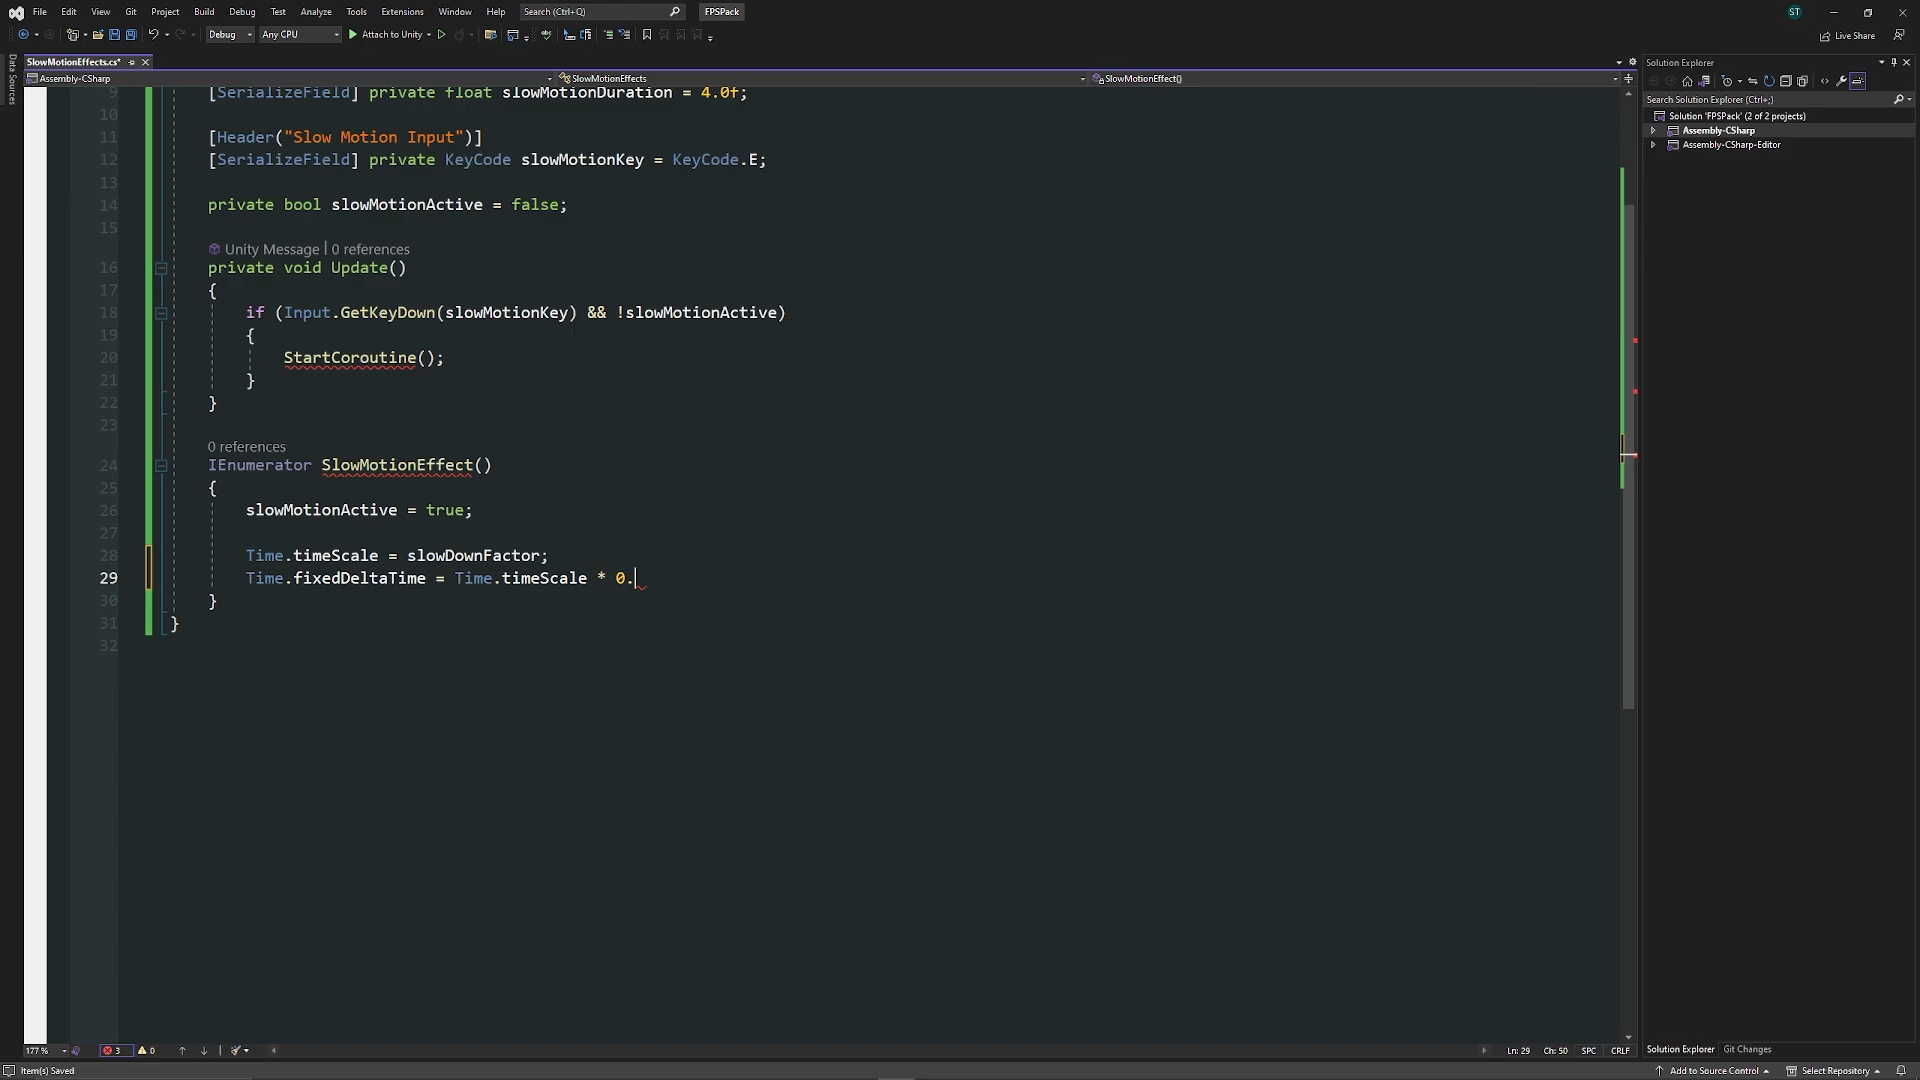 File Edit View Git Project Build Debug Test Analyze Tools Extensions Window Help Search (Ctrl+Q) FPSPack ST
Debug Any CPU Attach to Unity Live Share
Data Sources
SlowMotionEffects.cs*
Assembly-CSharp SlowMotionEffects SlowMotionEffect()
9 [SerializeField] private float slowMotionDuration = 4.0f;
10
11 [Header("Slow Motion Input")]
12 [SerializeField] private KeyCode slowMotionKey = KeyCode.E;
13
14 private bool slowMotionActive = false;
15
Unity Message | 0 references
16 private void Update()
17 {
18 if (Input.GetKeyDown(slowMotionKey) && !slowMotionActive)
19 {
20 StartCoroutine();
21 }
22 }
23
0 references
24 IEnumerator SlowMotionEffect()
25 {
26 slowMotionActive = true;
27
28 Time.timeScale = slowDownFactor;
29 Time.fixedDeltaTime = Time.timeScale * 0.
30 }
31 }
32
177 % 3 0 Ln: 29 Ch: 50 SPC CRLF
Solution Explorer
Search Solution Explorer (Ctrl+;)
Solution 'FPSPack' (2 of 2 projects)
Assembly-CSharp
Assembly-CSharp-Editor
Solution Explorer Git Changes
Item(s) Saved Add to Source Control Select Repository